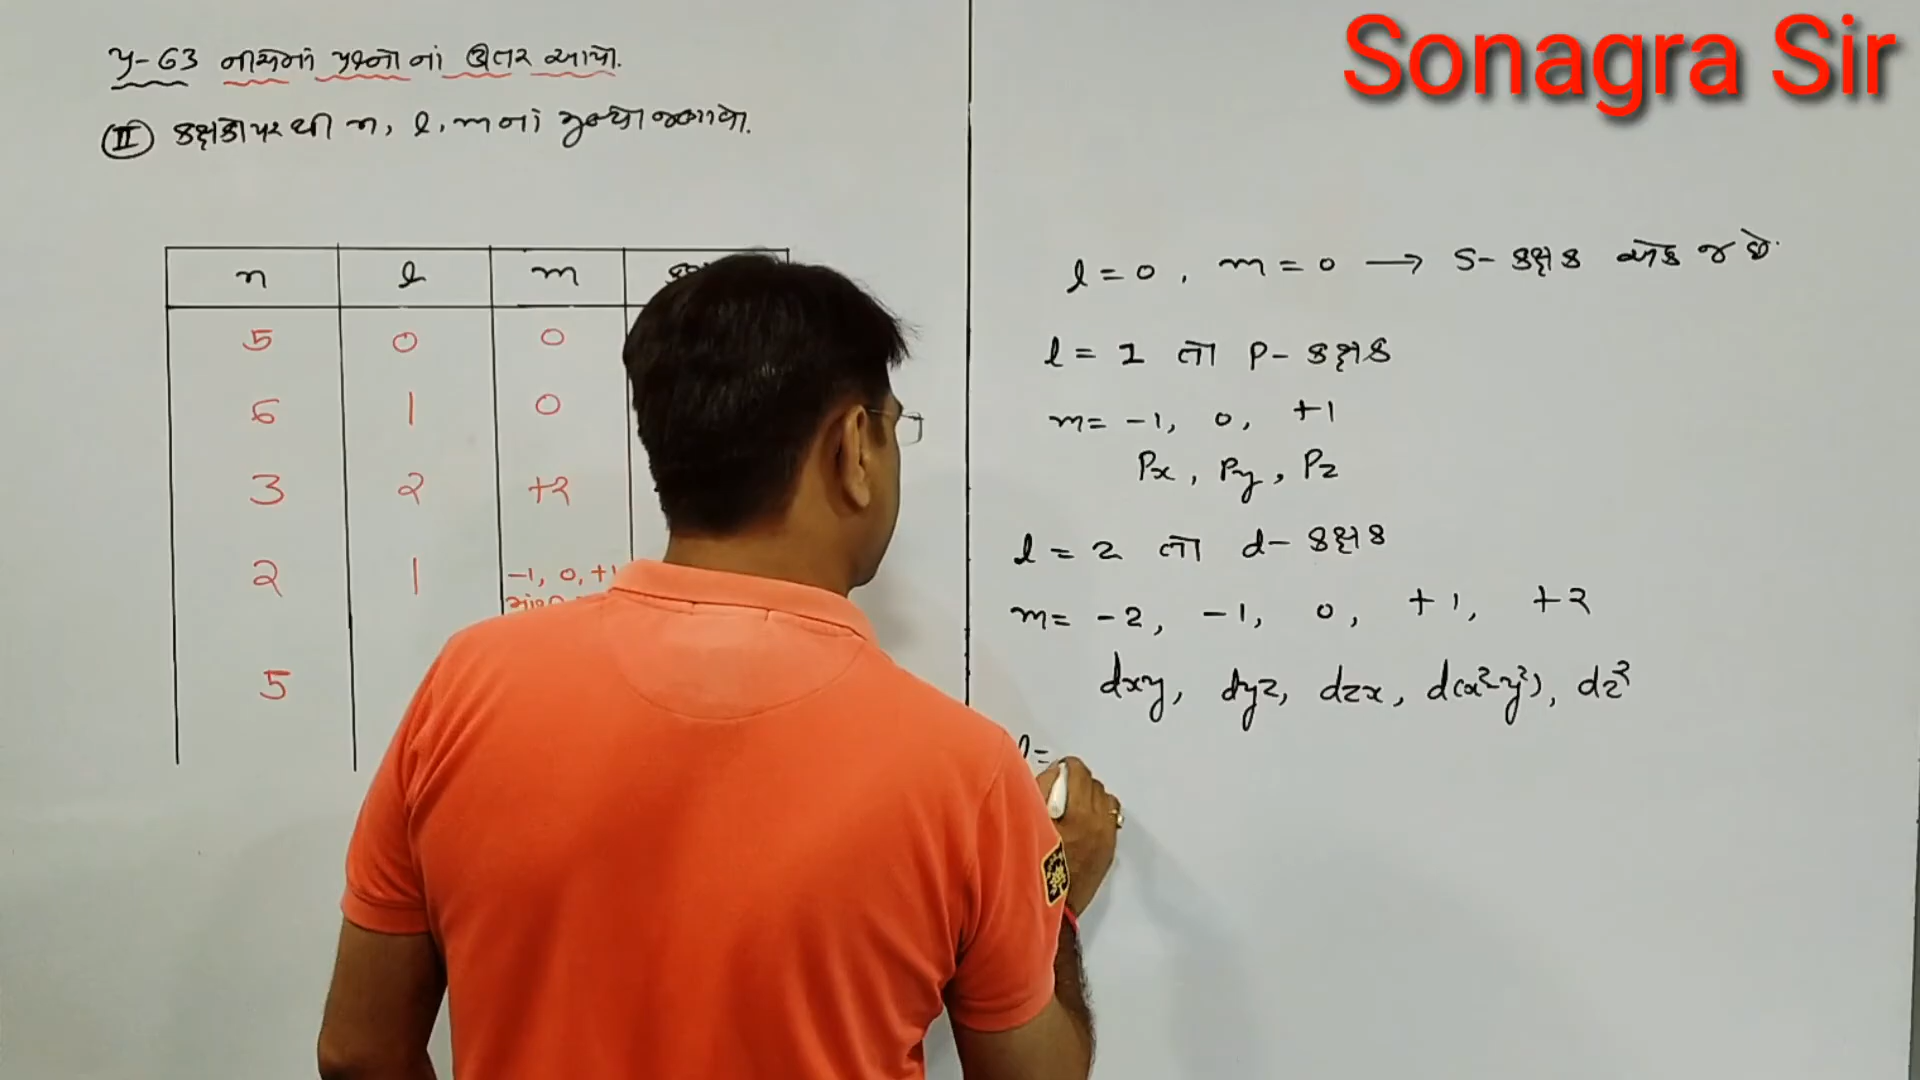 Sonagra Sir
પ્ર-63 નીચેનાં પ્રશ્નોનાં ઉત્તર આપો.
(II) કક્ષકો પરથી n, l, m નાં મૂલ્યો જણાવો.
n l m
5 0 0
6 1 0
3 2 +2
2 1 -1, 0, +1
5
l = 0, m = 0 → S- કક્ષક એક જ છે.
l = 1 તો P- કક્ષક
m = -1, 0, +1
Px, Py, Pz
l = 2 તો d- કક્ષક
m = -2, -1, 0, +1, +2
dxy, dyz, dzx, d(x²-y²), dz²
l =